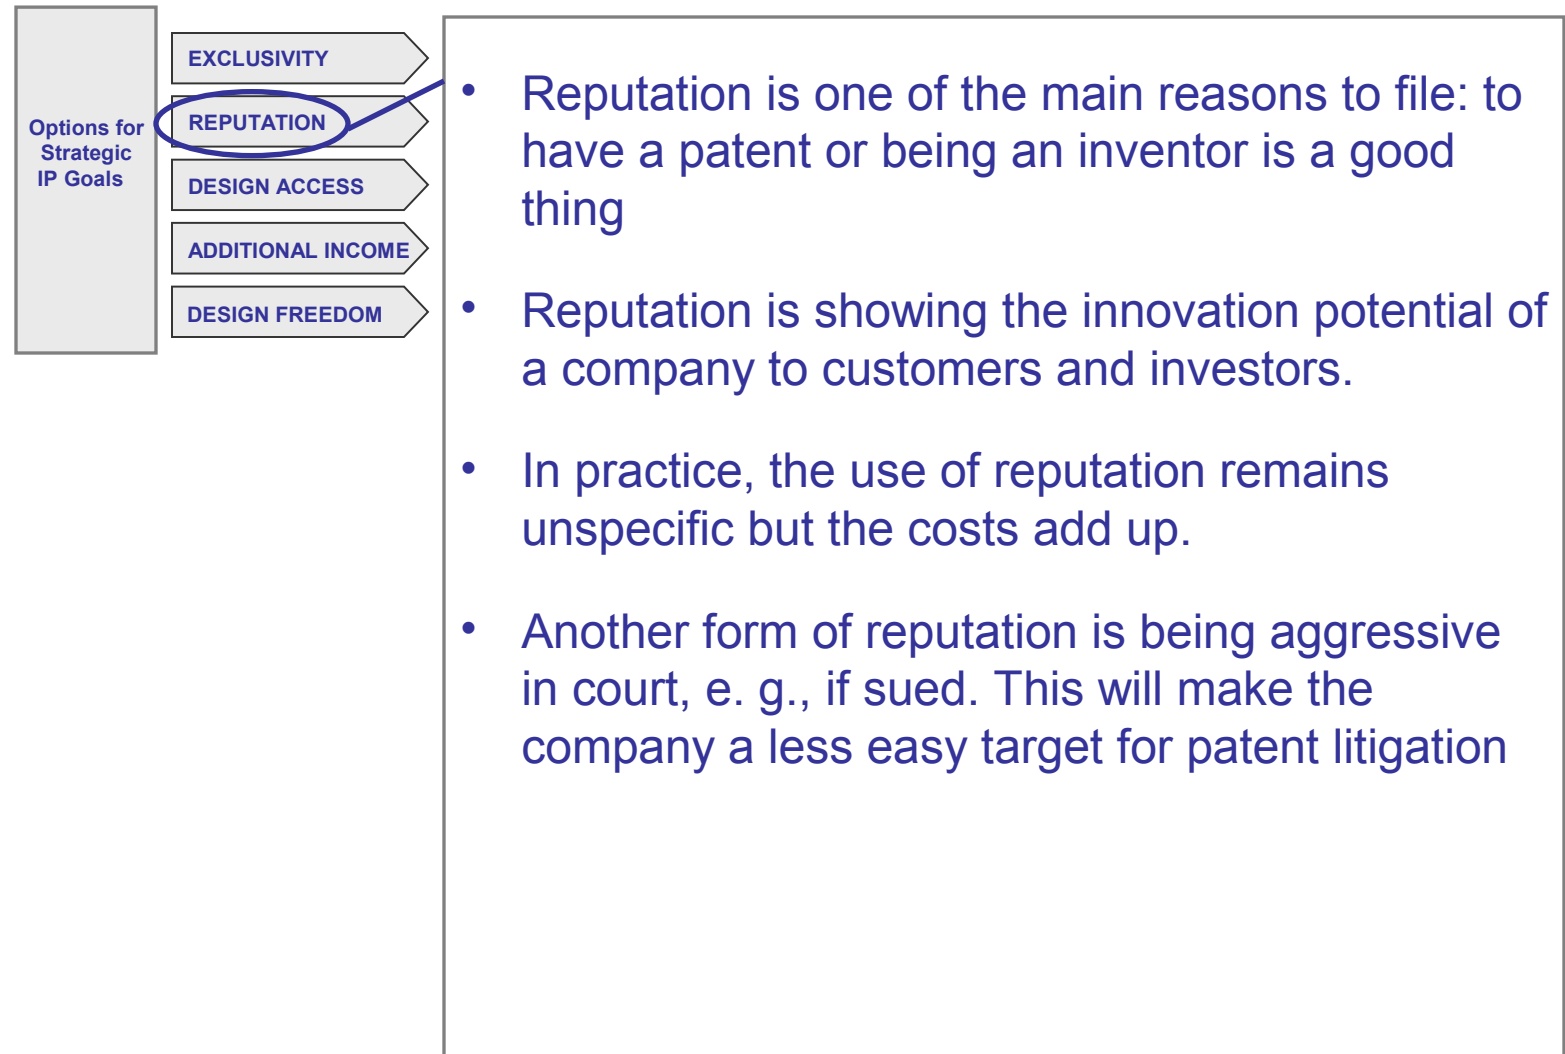 Options for
Strategic
IP Goals
EXCLUSIVITY
REPUTATION
DESIGN ACCESS
ADDITIONAL INCOME
DESIGN FREEDOM
• Reputation is one of the main reasons to file: to
have a patent or being an inventor is a good
thing
• Reputation is showing the innovation potential of
a company to customers and investors.
• In practice, the use of reputation remains
unspecific but the costs add up.
• Another form of reputation is being aggressive
in court, e. g., if sued. This will make the
company a less easy target for patent litigation